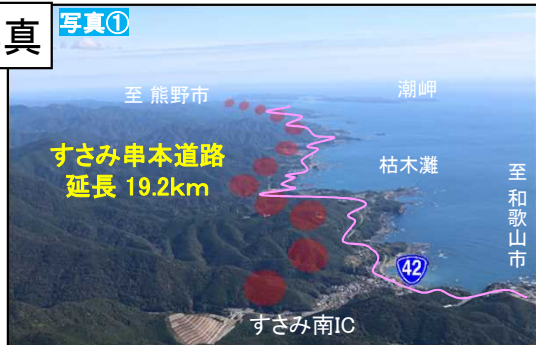 真
写真①
至 熊野市
潮岬
すさみ串本道路
延長 19.2km
枯木灘
至 和歌山市
42
すさみ南IC